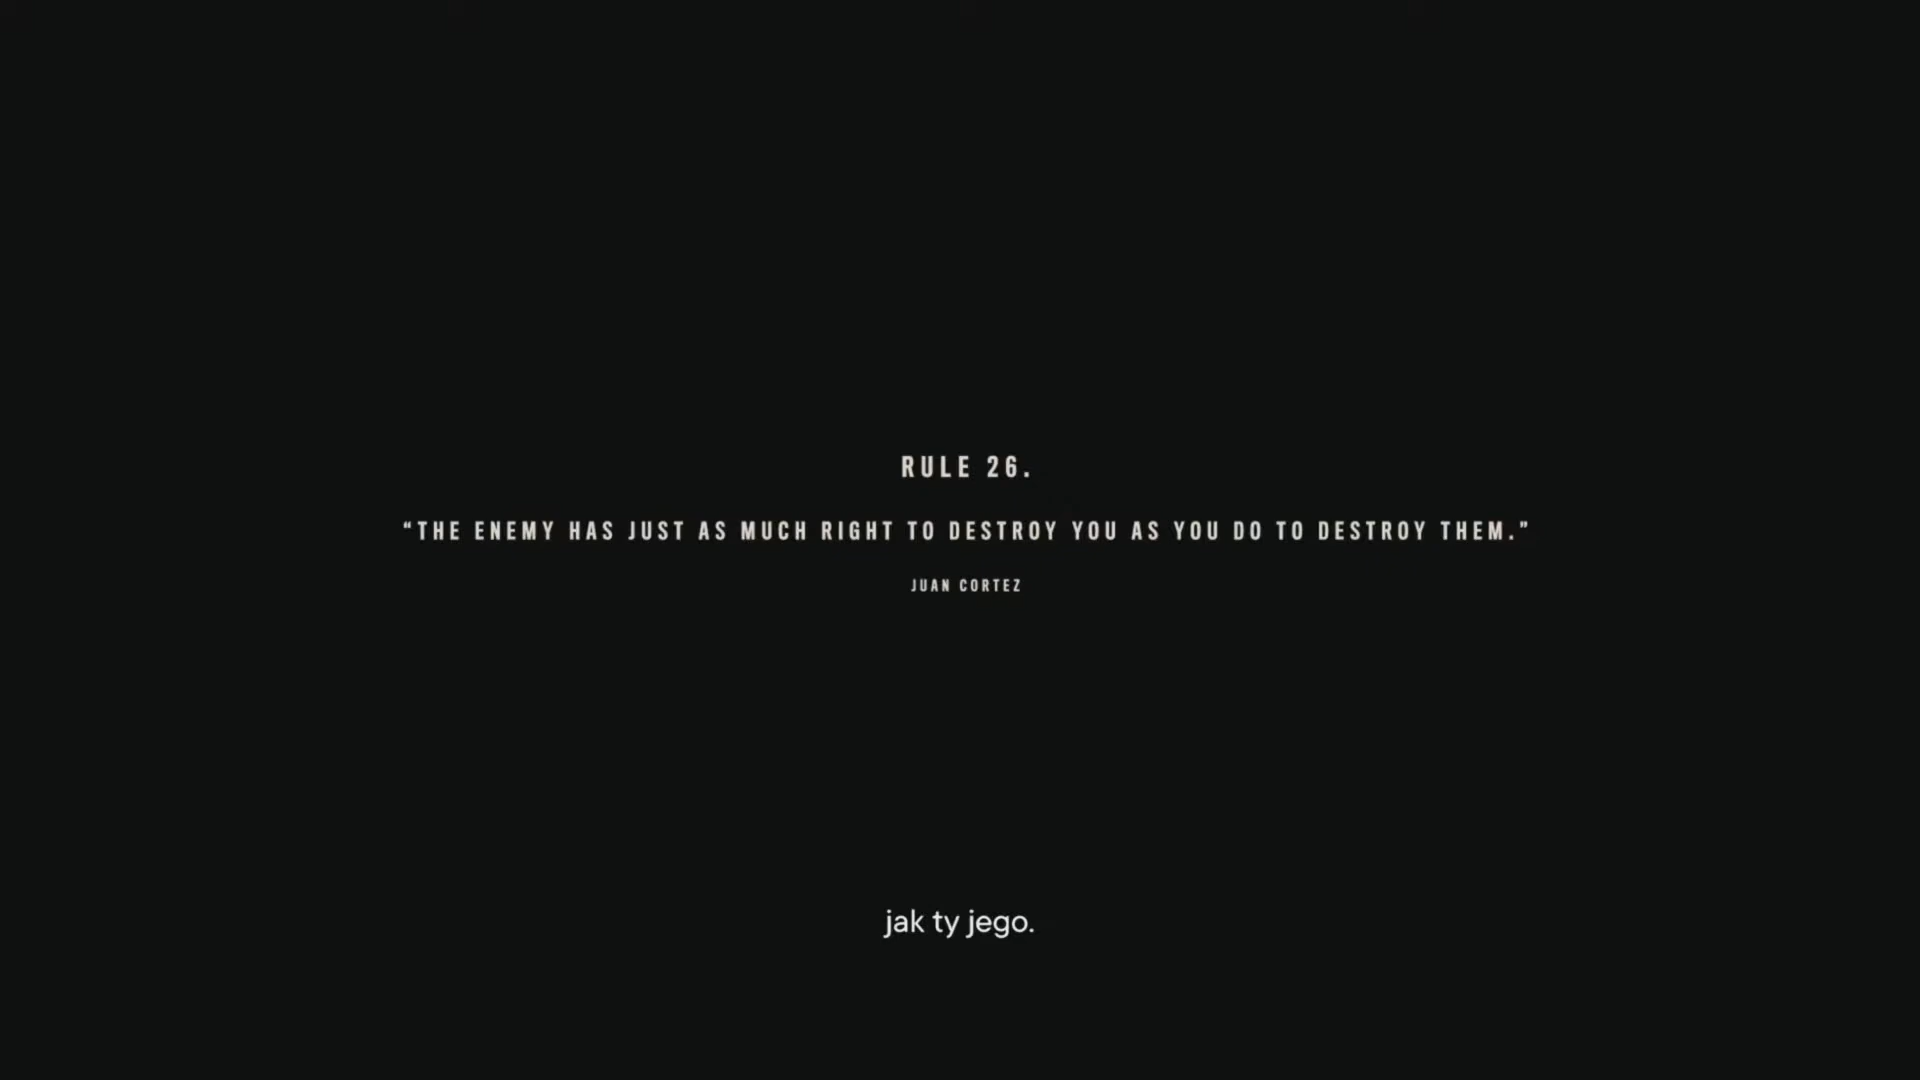 RULE 26.
“THE ENEMY HAS JUST AS MUCH RIGHT TO DESTROY YOU AS YOU DO TO DESTROY THEM.”
JUAN CORTEZ
jak ty jego.